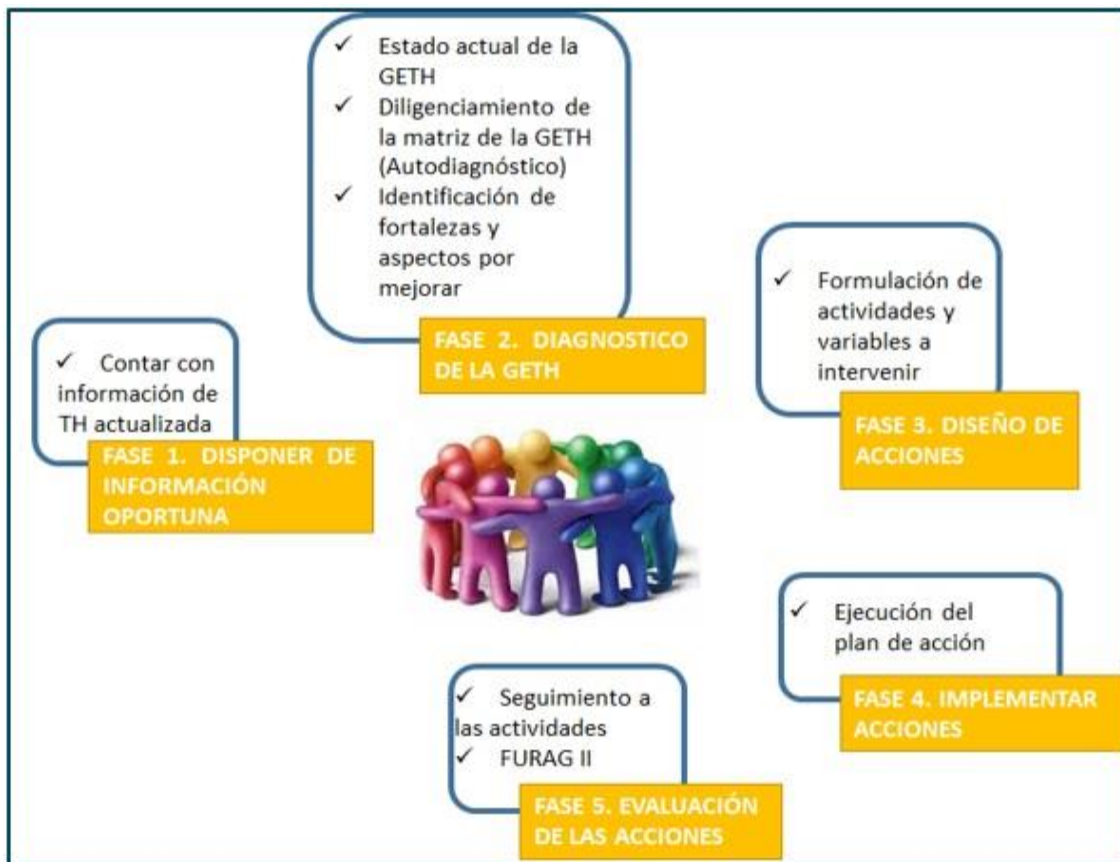 ✓ Contar con
información de
TH actualizada
FASE 1. DISPONER DE
INFORMACIÓN
OPORTUNA
✓ Estado actual de la
GETH
✓ Diligenciamiento de
la matriz de la GETH
(Autodiagnóstico)
✓ Identificación de
fortalezas y
aspectos por
mejorar
FASE 2. DIAGNOSTICO
DE LA GETH
✓ Formulación de
actividades y
variables a
intervenir
FASE 3. DISEÑO DE
ACCIONES
✓ Ejecución del
plan de acción
FASE 4. IMPLEMENTAR
ACCIONES
✓ Seguimiento a
las actividades
✓ FURAG II
FASE 5. EVALUACIÓN
DE LAS ACCIONES